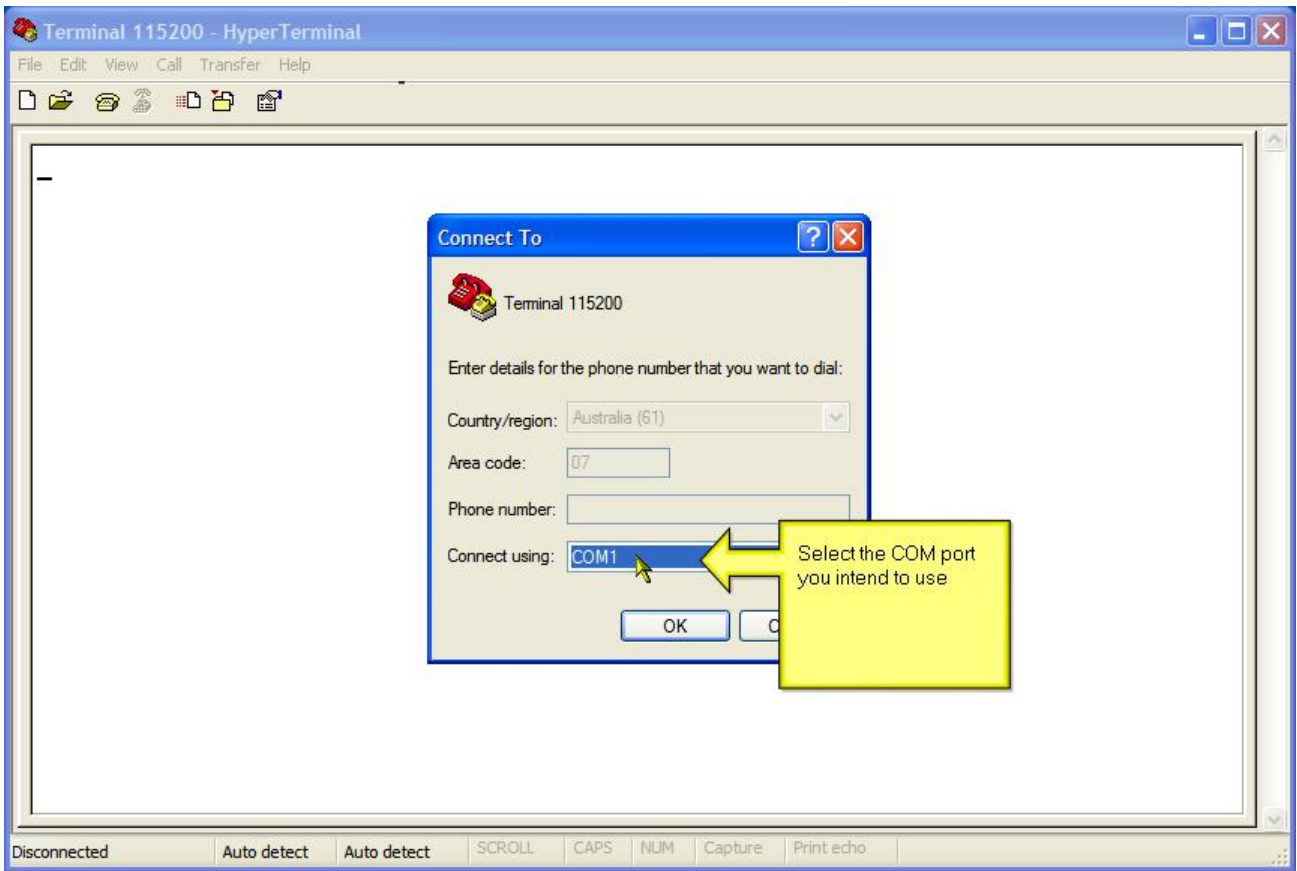 Terminal 115200 - HyperTerminal
File Edit View Call Transfer Help
Connect To
Terminal 115200
Enter details for the phone number that you want to dial:
Country/region: Australia (61)
Area code: 07
Phone number:
Connect using: COM1
Select the COM port
you intend to use
OK C
Disconnected Auto detect Auto detect SCROLL CAPS NUM Capture Print echo